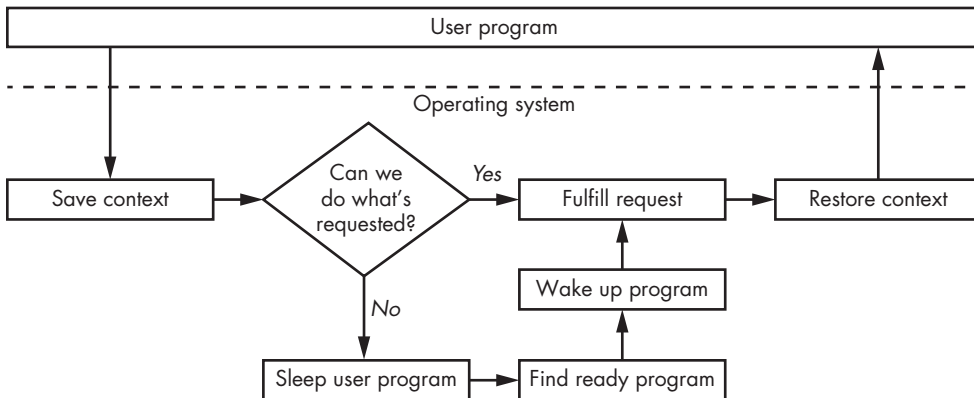 User program
Operating system
Save context
Can we
do what's
requested?
Yes
Fulfill request
Restore context
Wake up program
No
Sleep user program
Find ready program